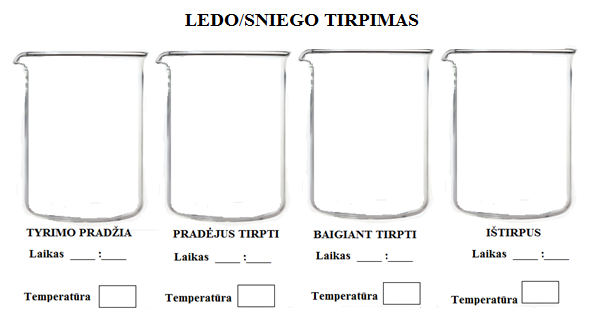 LEDO/SNIEGO TIRPIMAS
TYRIMO PRADŽIA
Laikas ____ :____
Temperatūra
PRADĖJUS TIRPTI
Laikas ____ :____
Temperatūra
BAIGIANT TIRPTI
Laikas ____ :____
Temperatūra
IŠTIRPUS
Laikas ____ :____
Temperatūra